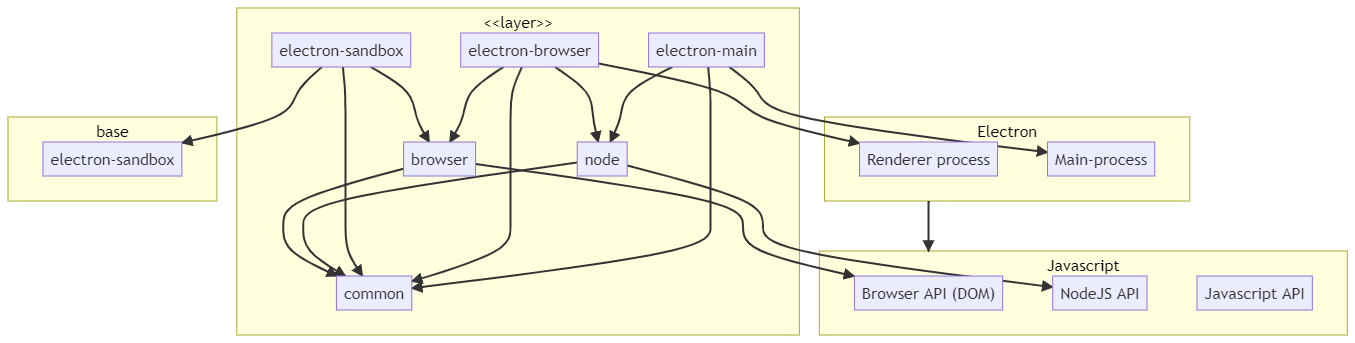 <<layer>>
electron-sandbox
electron-browser
electron-main
base
electron-sandbox
browser
node
Electron
Renderer process
Main-process
common
Javascript
Browser API (DOM)
NodeJS API
Javascript API